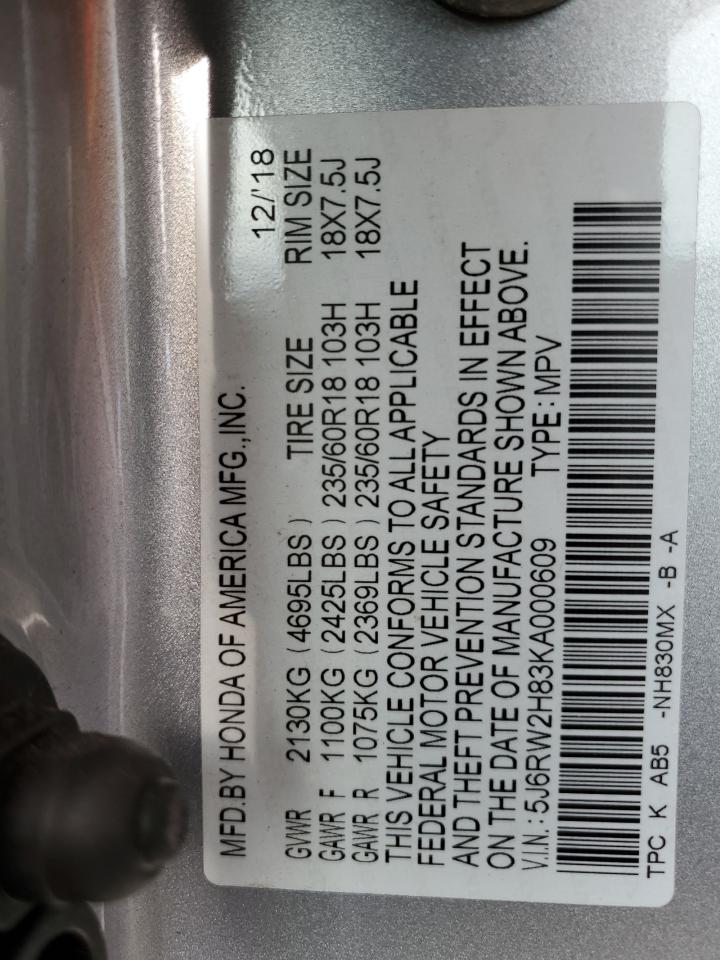 MFD.BY HONDA OF AMERICA MFG.,INC. 12/'18
GVWR 2130KG (4695LBS) TIRE SIZE RIM SIZE
GAWR F 1100KG (2425LBS) 235/60R18 103H 18X7.5J
GAWR R 1075KG (2369LBS) 235/60R18 103H 18X7.5J
THIS VEHICLE CONFORMS TO ALL APPLICABLE
FEDERAL MOTOR VEHICLE SAFETY
AND THEFT PREVENTION STANDARDS IN EFFECT
ON THE DATE OF MANUFACTURE SHOWN ABOVE.
V.I.N.: 5J6RW2H83KA000609 TYPE: MPV
TPC K AB5 -NH830MX -B -A